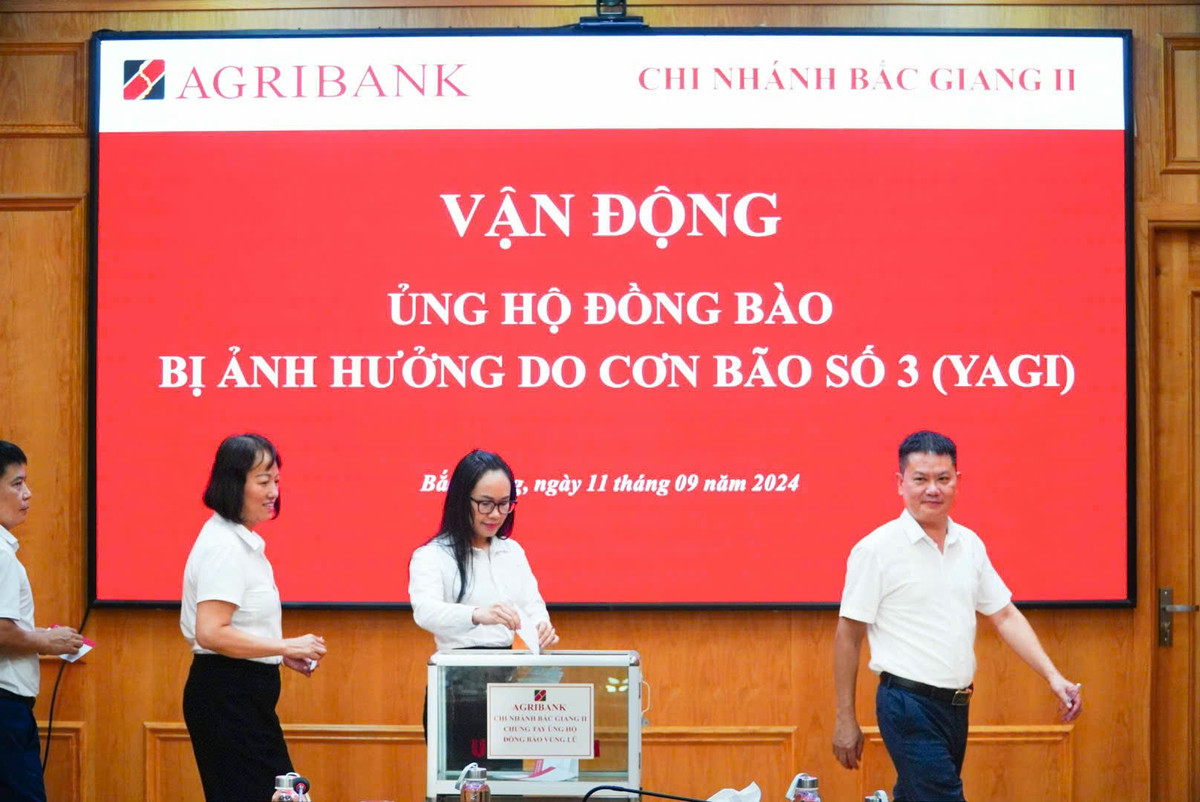 AGRIBANK
CHI NHÁNH BẮC GIANG II
VẬN ĐỘNG
ỦNG HỘ ĐỒNG BÀO
BỊ ẢNH HƯỞNG DO CƠN BÃO SỐ 3 (YAGI)
ngày 11 tháng 09 năm 2024
AGRIBANK
CHI NHÁNH BẮC GIANG II
CHUNG TAY ỦNG HỘ
ĐỒNG BÀO VÙNG LŨ